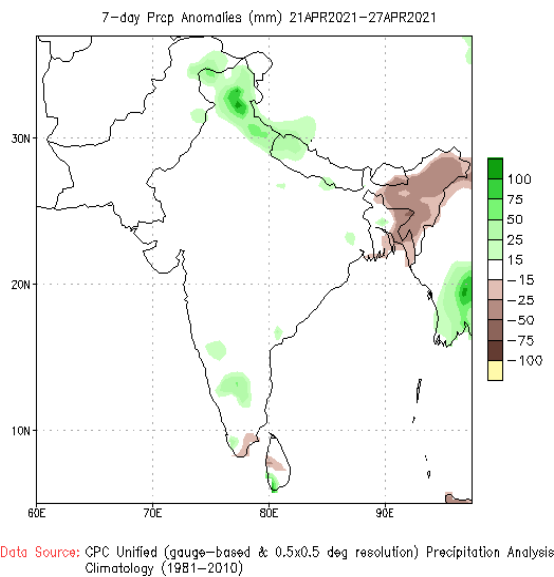 7-day Prcp Anomalies (mm) 21APR2021-27APR2021
30N
20N
10N
60E 70E 80E 90E
100
75
50
25
15
-15
-25
-50
-75
-100
Data Source: CPC Unified (gauge-based & 0.5x0.5 deg resolution) Precipitation Analysis
Climatology (1981-2010)